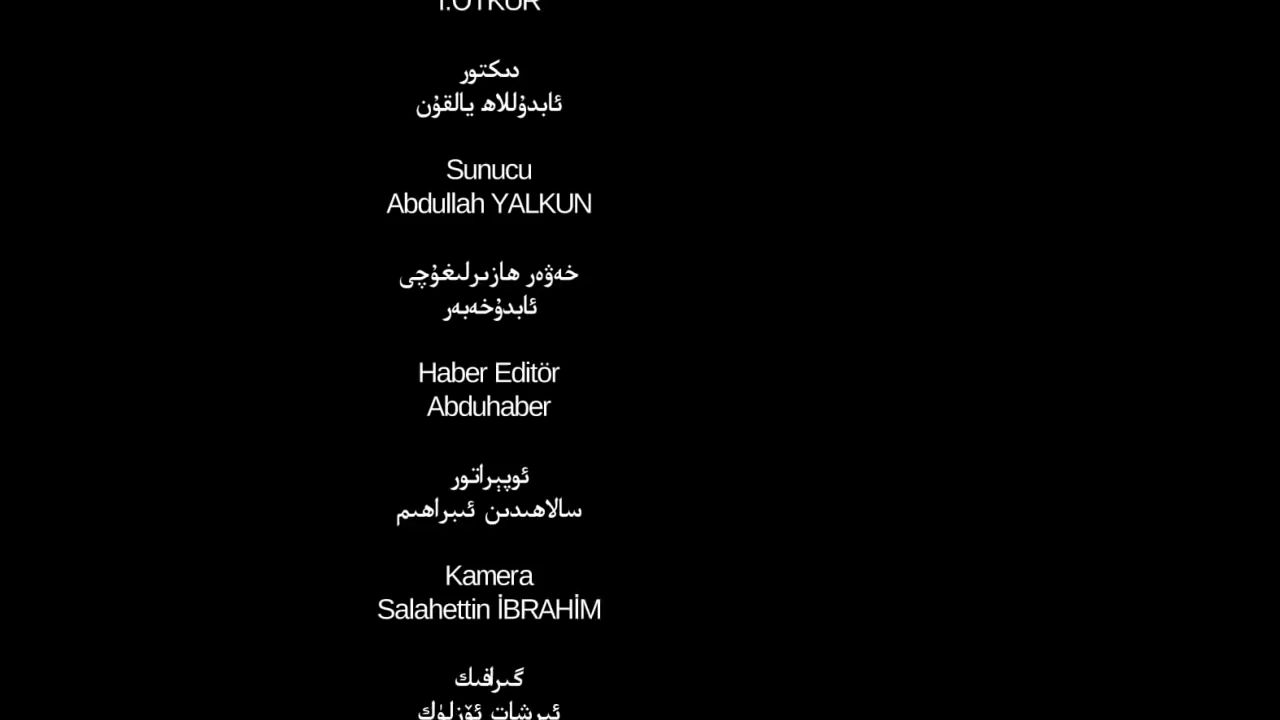 İ.ÖTKÜR
دىكتور
ئابدۇللاھ يالقۇن
Sunucu
Abdullah YALKUN
خەۋەر ھازىرلىغۇچى
ئابدۇخەبەر
Haber Editör
Abduhaber
ئوپېراتور
سالاھىدىن ئىبراھىم
Kamera
Salahettin İBRAHİM
گىرافىك